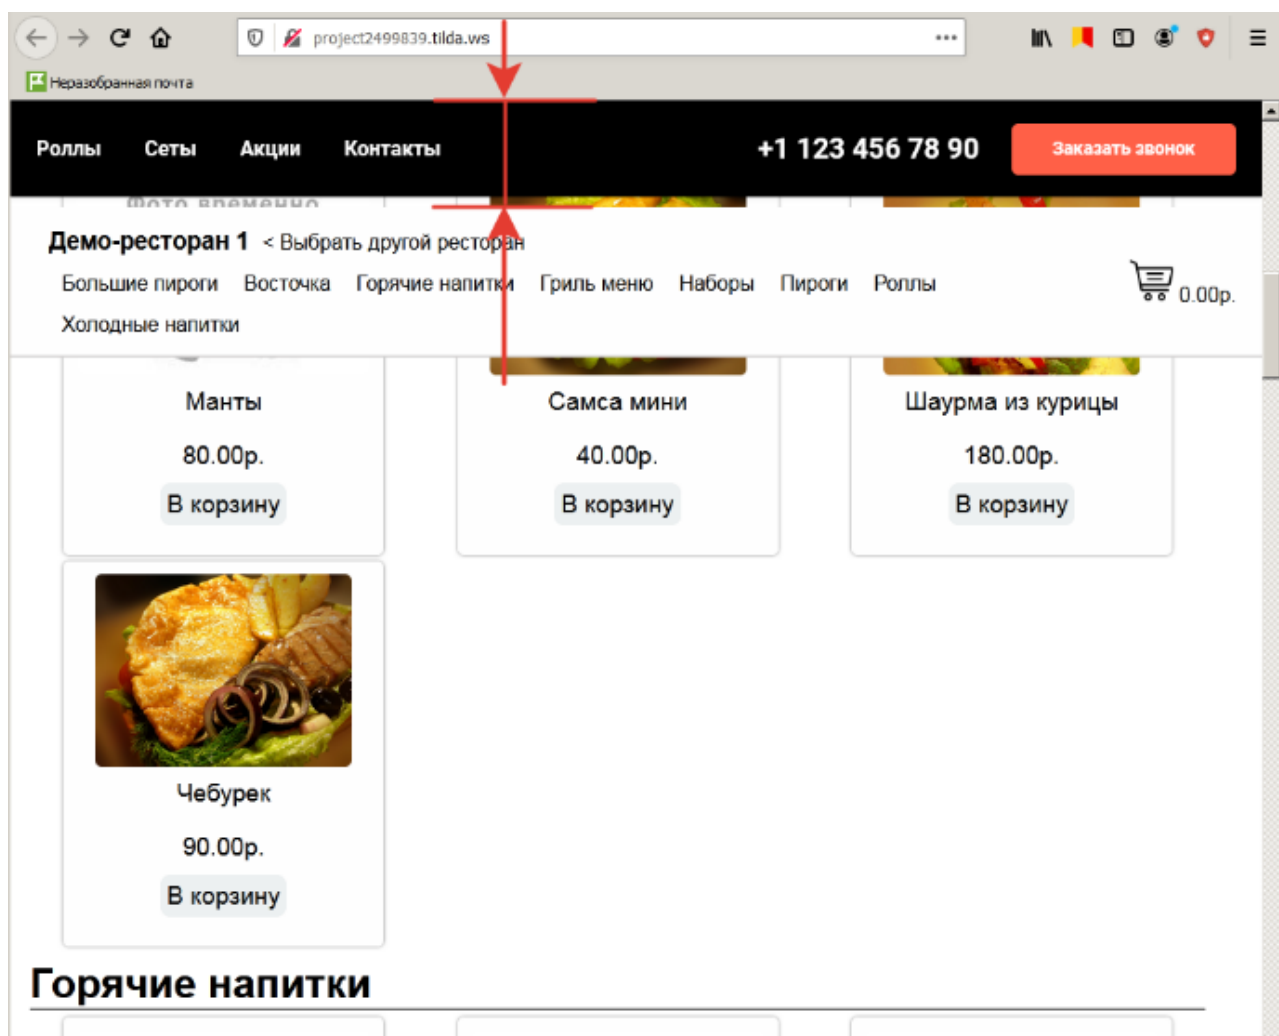 project2499839.tilda.ws
Неразобранная почта
Роллы Сеты Акции Контакты +1 123 456 78 90 Заказать звонок
Фото временно
Демо-ресторан 1 < Выбрать другой ресторан
Большие пироги Восточка Горячие напитки Гриль меню Наборы Пироги Роллы
0.00р.
Холодные напитки
Манты Самса мини Шаурма из курицы
80.00р. 40.00р. 180.00р.
В корзину В корзину В корзину
Чебурек
90.00р.
В корзину
Горячие напитки